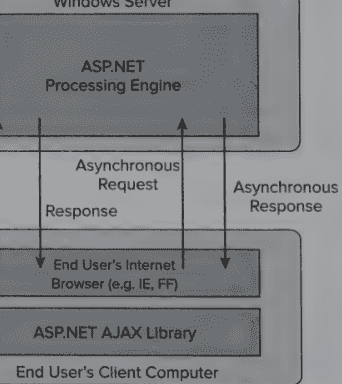 Windows Server
ASP.NET
Processing Engine
Asynchronous
Request
Response
Asynchronous
Response
End User's Internet
Browser (e.g. IE, FF)
ASP.NET AJAX Library
End User's Client Computer